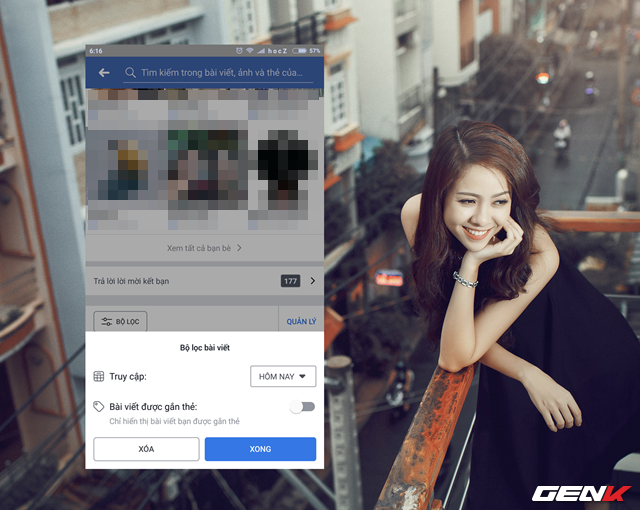 6:16
hocZ
57%
Tìm kiếm trong bài viết, ảnh và thẻ của...
Xem tất cả bạn bè
Trả lời lời mời kết bạn
177
BỘ LỌC
QUẢN LÝ
Bộ lọc bài viết
Truy cập:
HÔM NAY
Bài viết được gắn thẻ:
Chỉ hiển thị bài viết bạn được gắn thẻ
XÓA
XONG
GENK